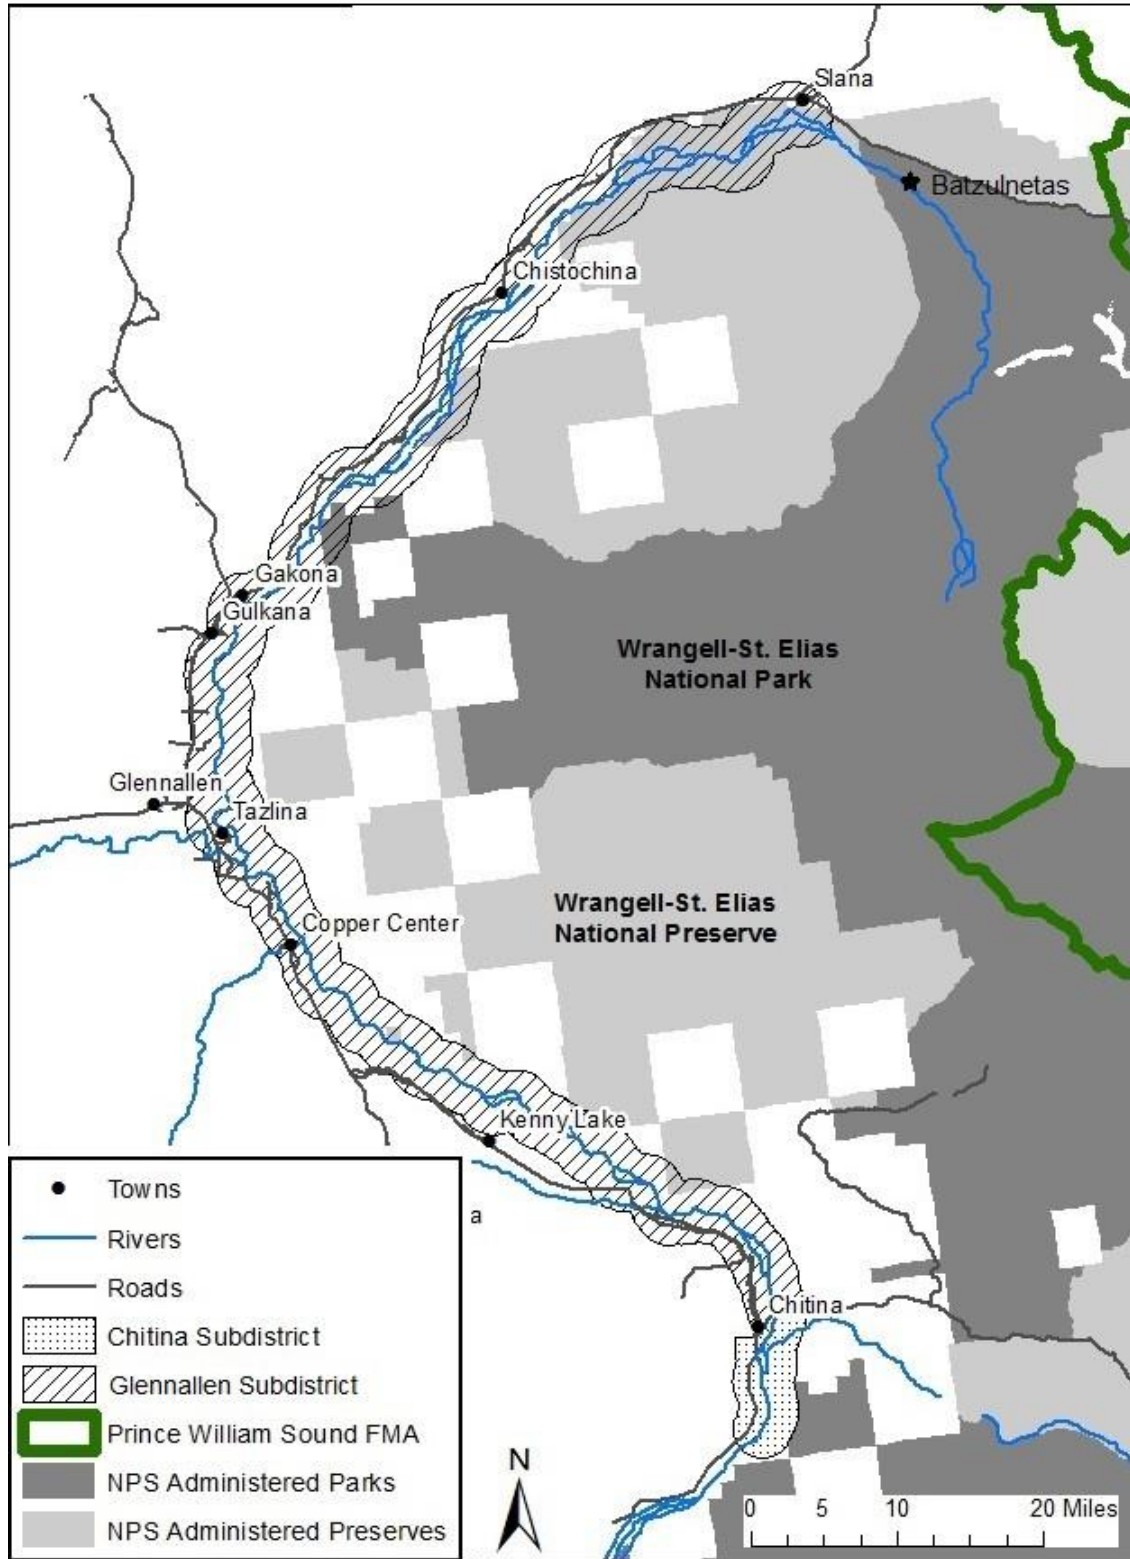 Slana
Batzulnetas
Chistochina
Gakona
Gulkana
Wrangell-St. Elias
National Park
Glennallen
Tazlina
Wrangell-St. Elias
National Preserve
Copper Center
Kenny Lake
a
Chitina
Towns
Rivers
Roads
Chitina Subdistrict
Glennallen Subdistrict
Prince William Sound FMA
NPS Administered Parks
NPS Administered Preserves
N
0 5 10 20 Miles